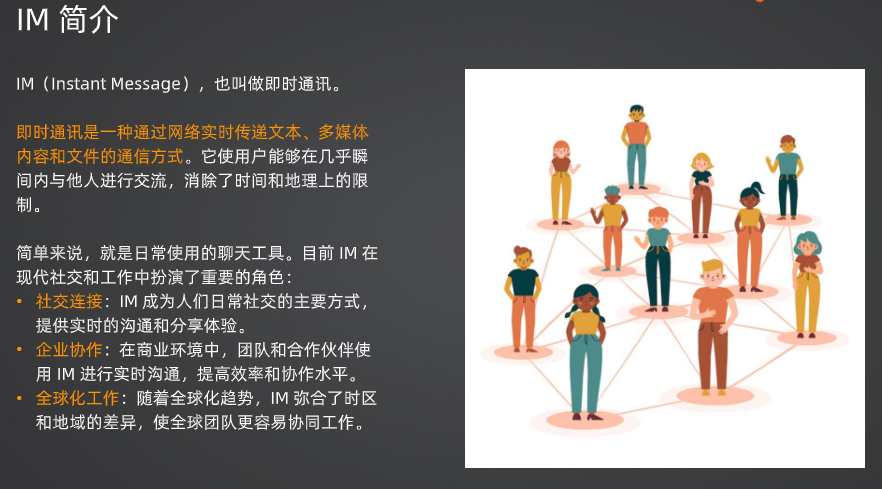 IM 简介
IM（Instant Message），也叫做即时通讯。
即时通讯是一种通过网络实时传递文本、多媒体
内容和文件的通信方式。它使用户能够在几乎瞬
间内与他人进行交流，消除了时间和地理上的限
制。
简单来说，就是日常使用的聊天工具。目前 IM 在
现代社交和工作中扮演了重要的角色：
• 社交连接：IM 成为人们日常社交的主要方式，
提供实时的沟通和分享体验。
• 企业协作：在商业环境中，团队和合作伙伴使
用 IM 进行实时沟通，提高效率和协作水平。
• 全球化工作：随着全球化趋势，IM 弥合了时区
和地域的差异，使全球团队更容易协同工作。